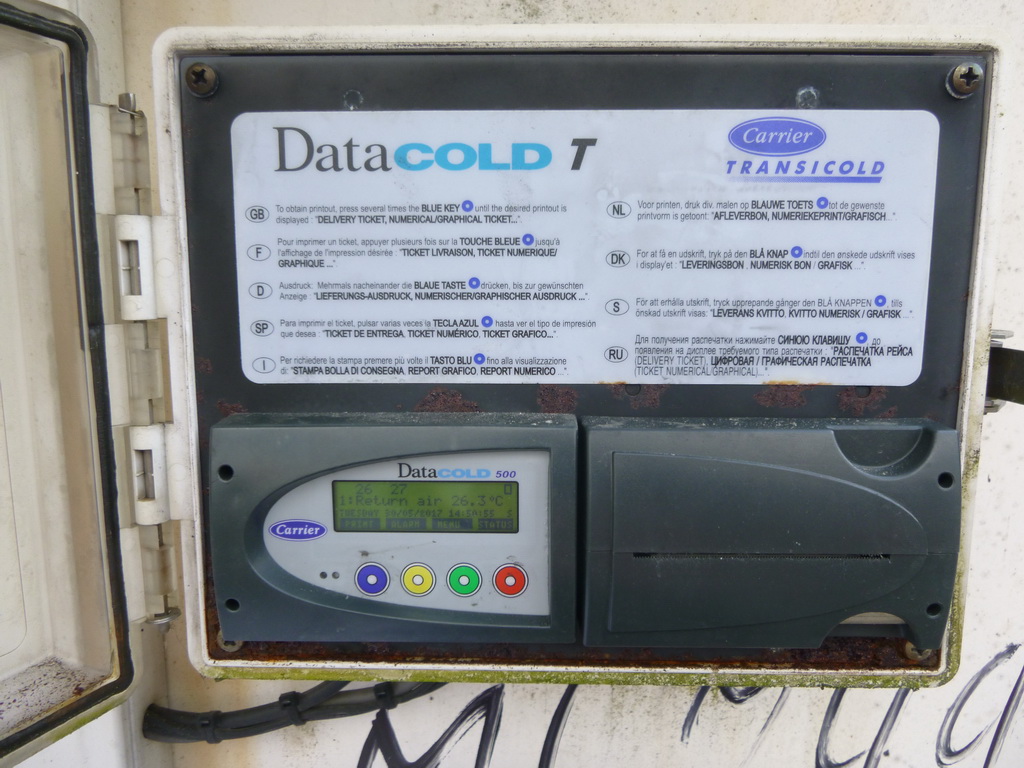 DataCOLD T
Carrier
TRANSICOLD
GB
To obtain printout, press several times the BLUE KEY until the desired printout is
displayed : "DELIVERY TICKET, NUMERICAL/GRAPHICAL TICKET...".
F
Pour imprimer un ticket, appuyer plusieurs fois sur la TOUCHE BLEUE jusqu'à
l'affichage de l'impression désirée : "TICKET LIVRAISON, TICKET NUMERIQUE/
GRAPHIQUE ..."
D
Ausdruck: Mehrmals nacheinander die BLAUE TASTE drücken, bis zur gewünschten
Anzeige : "LIEFERUNGS-AUSDRUCK, NUMERISCHER/GRAPHISCHER AUSDRUCK ...".
SP
Para imprimir el ticket, pulsar varias veces la TECLA AZUL hasta ver el tipo de impresión
que desea : "TICKET DE ENTREGA, TICKET NUMÉRICO, TICKET GRAFICO...".
I
Per richiedere la stampa premere più volte il TASTO BLU fino alla visualizzazione
di: "STAMPA BOLLA DI CONSEGNA, REPORT GRAFICO, REPORT NUMERICO ...".
NL
Voor printen, druk div. malen op BLAUWE TOETS tot de gewenste
printvorm is getoont: "AFLEVERBON, NUMERIEKEPRINT/GRAFISCH ...".
DK
For at få en udskrift, tryk på den BLÅ KNAP indtil den ønskede udskrift vises
i display'et : "LEVERINGSBON , NUMERISK BON / GRAFISK ...".
S
För att erhålla utskrift, tryck upprepande gånger den BLÅ KNAPPEN , tills
önskad utskrift visas: "LEVERANS KVITTO, KVITTO NUMERISK / GRAFISK ...".
RU
Для получения распечатки нажимайте СИНЮЮ КЛАВИШУ до
появления на дисплее требуемого типа распечатки : "РАСПЕЧАТКА РЕЙСА
(DELIVERY TICKET), ЦИФРОВАЯ / ГРАФИЧЕСКАЯ РАСПЕЧАТКА
(TICKET NUMERICAL/GRAPHICAL)...".
DataCOLD 500
26 27
1:Return air 26.3°C
PRINT ALARM MENU STATUS
Carrier